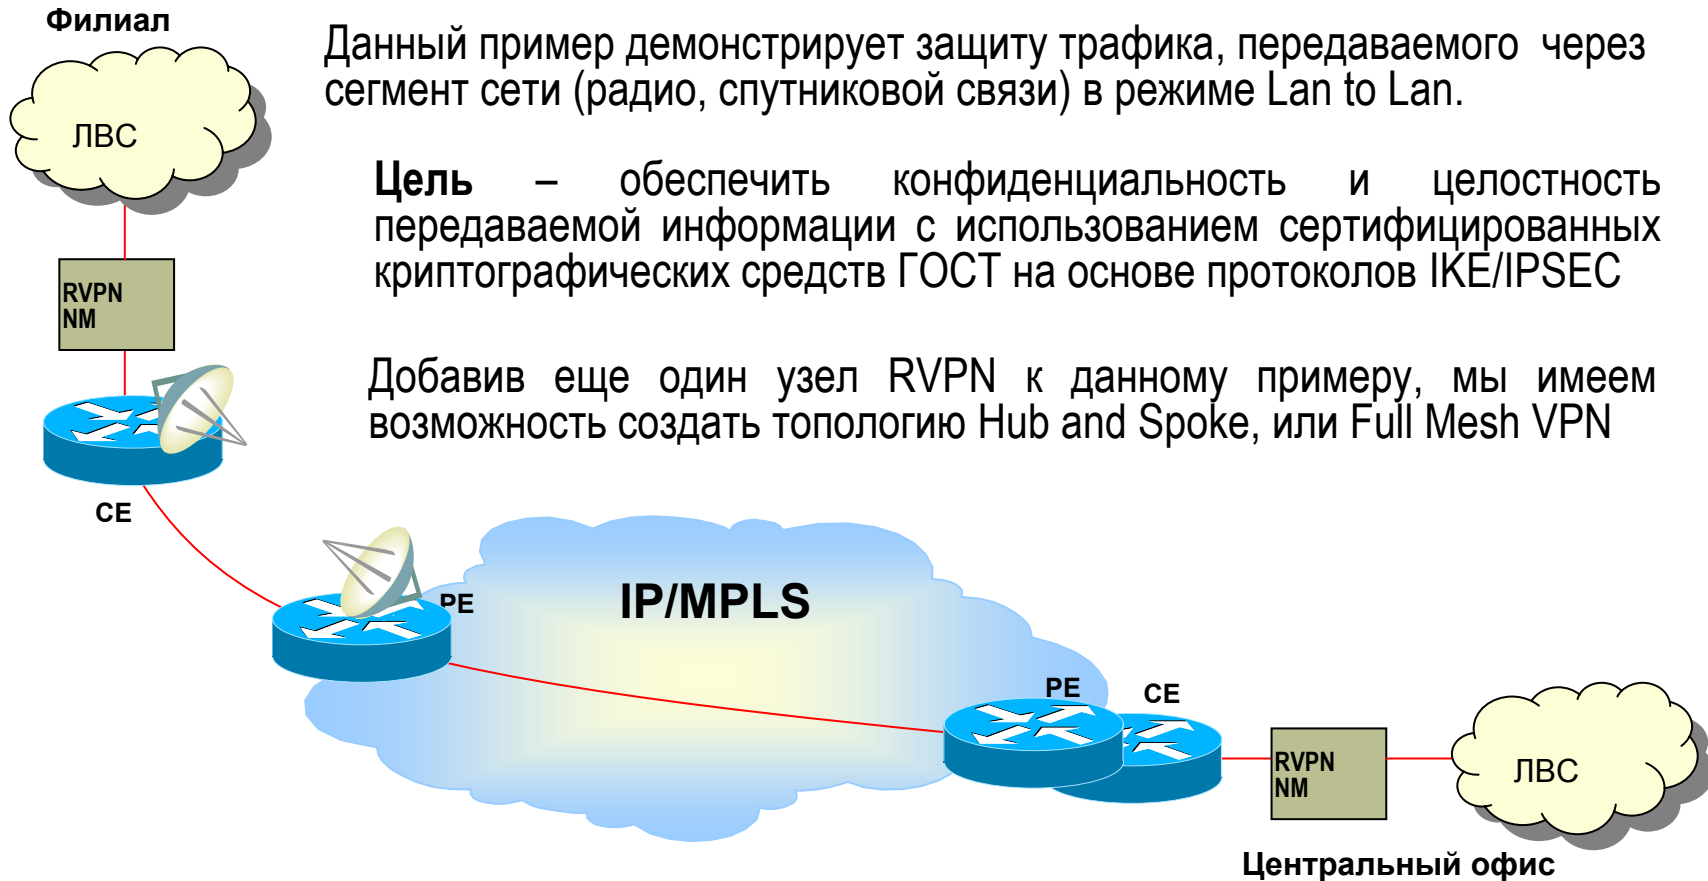 Филиал
Данный пример демонстрирует защиту трафика, передаваемого через
сегмент сети (радио, спутниковой связи) в режиме Lan to Lan.
ЛВС
Цель – обеспечить конфиденциальность и целостность
передаваемой информации с использованием сертифицированных
криптографических средств ГОСТ на основе протоколов IKE/IPSEC
RVPN
NM
Добавив еще один узел RVPN к данному примеру, мы имеем
возможность создать топологию Hub and Spoke, или Full Mesh VPN
CE
PE
IP/MPLS
PE
CE
RVPN
NM
ЛВС
Центральный офис